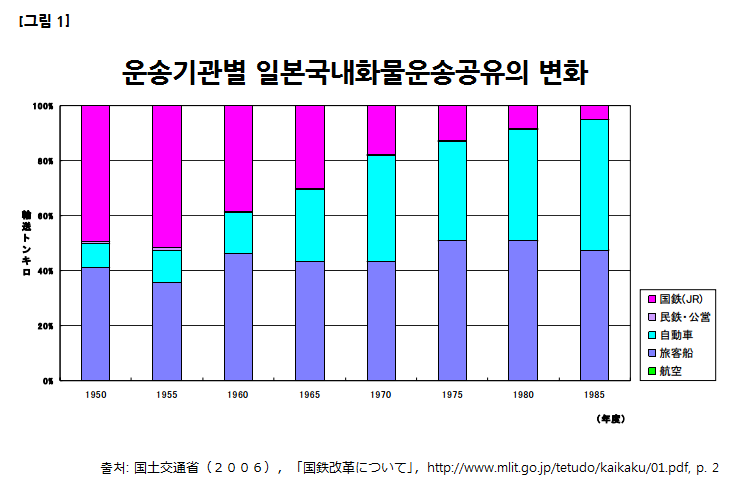 [그림 1]
운송기관별 일본국내화물운송공유의 변화
100%
80%
60%
40%
20%
0%
輸送トンキロ
1950 1955 1960 1965 1970 1975 1980 1985
(年度)
国鉄(JR)
民鉄・公営
自動車
旅客船
航空
출처: 国土交通省（２００６），「国鉄改革について」, http://www.mlit.go.jp/tetudo/kaikaku/01.pdf, p. 2